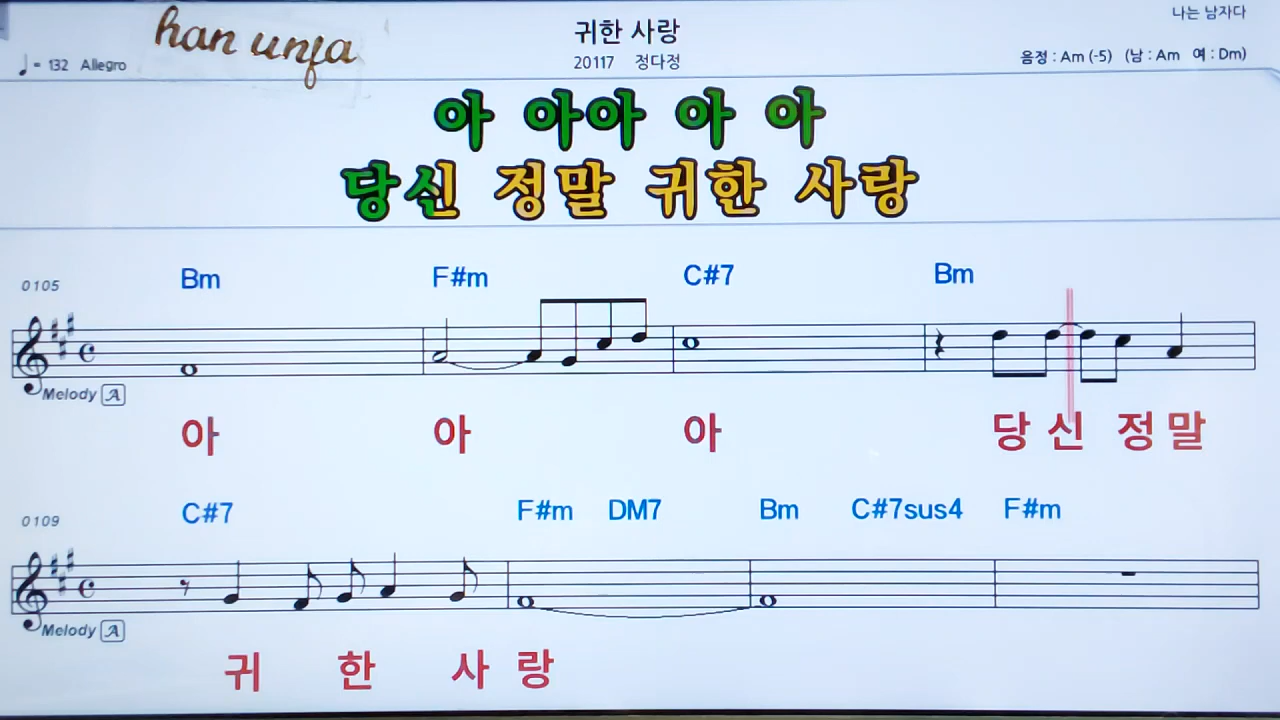 나는 남자다
han unja
귀한 사랑
♩= 132 Allegro
20117 정다정
음정 : Am (-5) (남 : Am 여 : Dm)
아 아아 아 아
당신 정말 귀한 사랑
0105 Bm F#m C#7 Bm
Melody A
아 아 아 당 신 정 말
0109 C#7 F#m DM7 Bm C#7sus4 F#m
Melody A
귀 한 사 랑